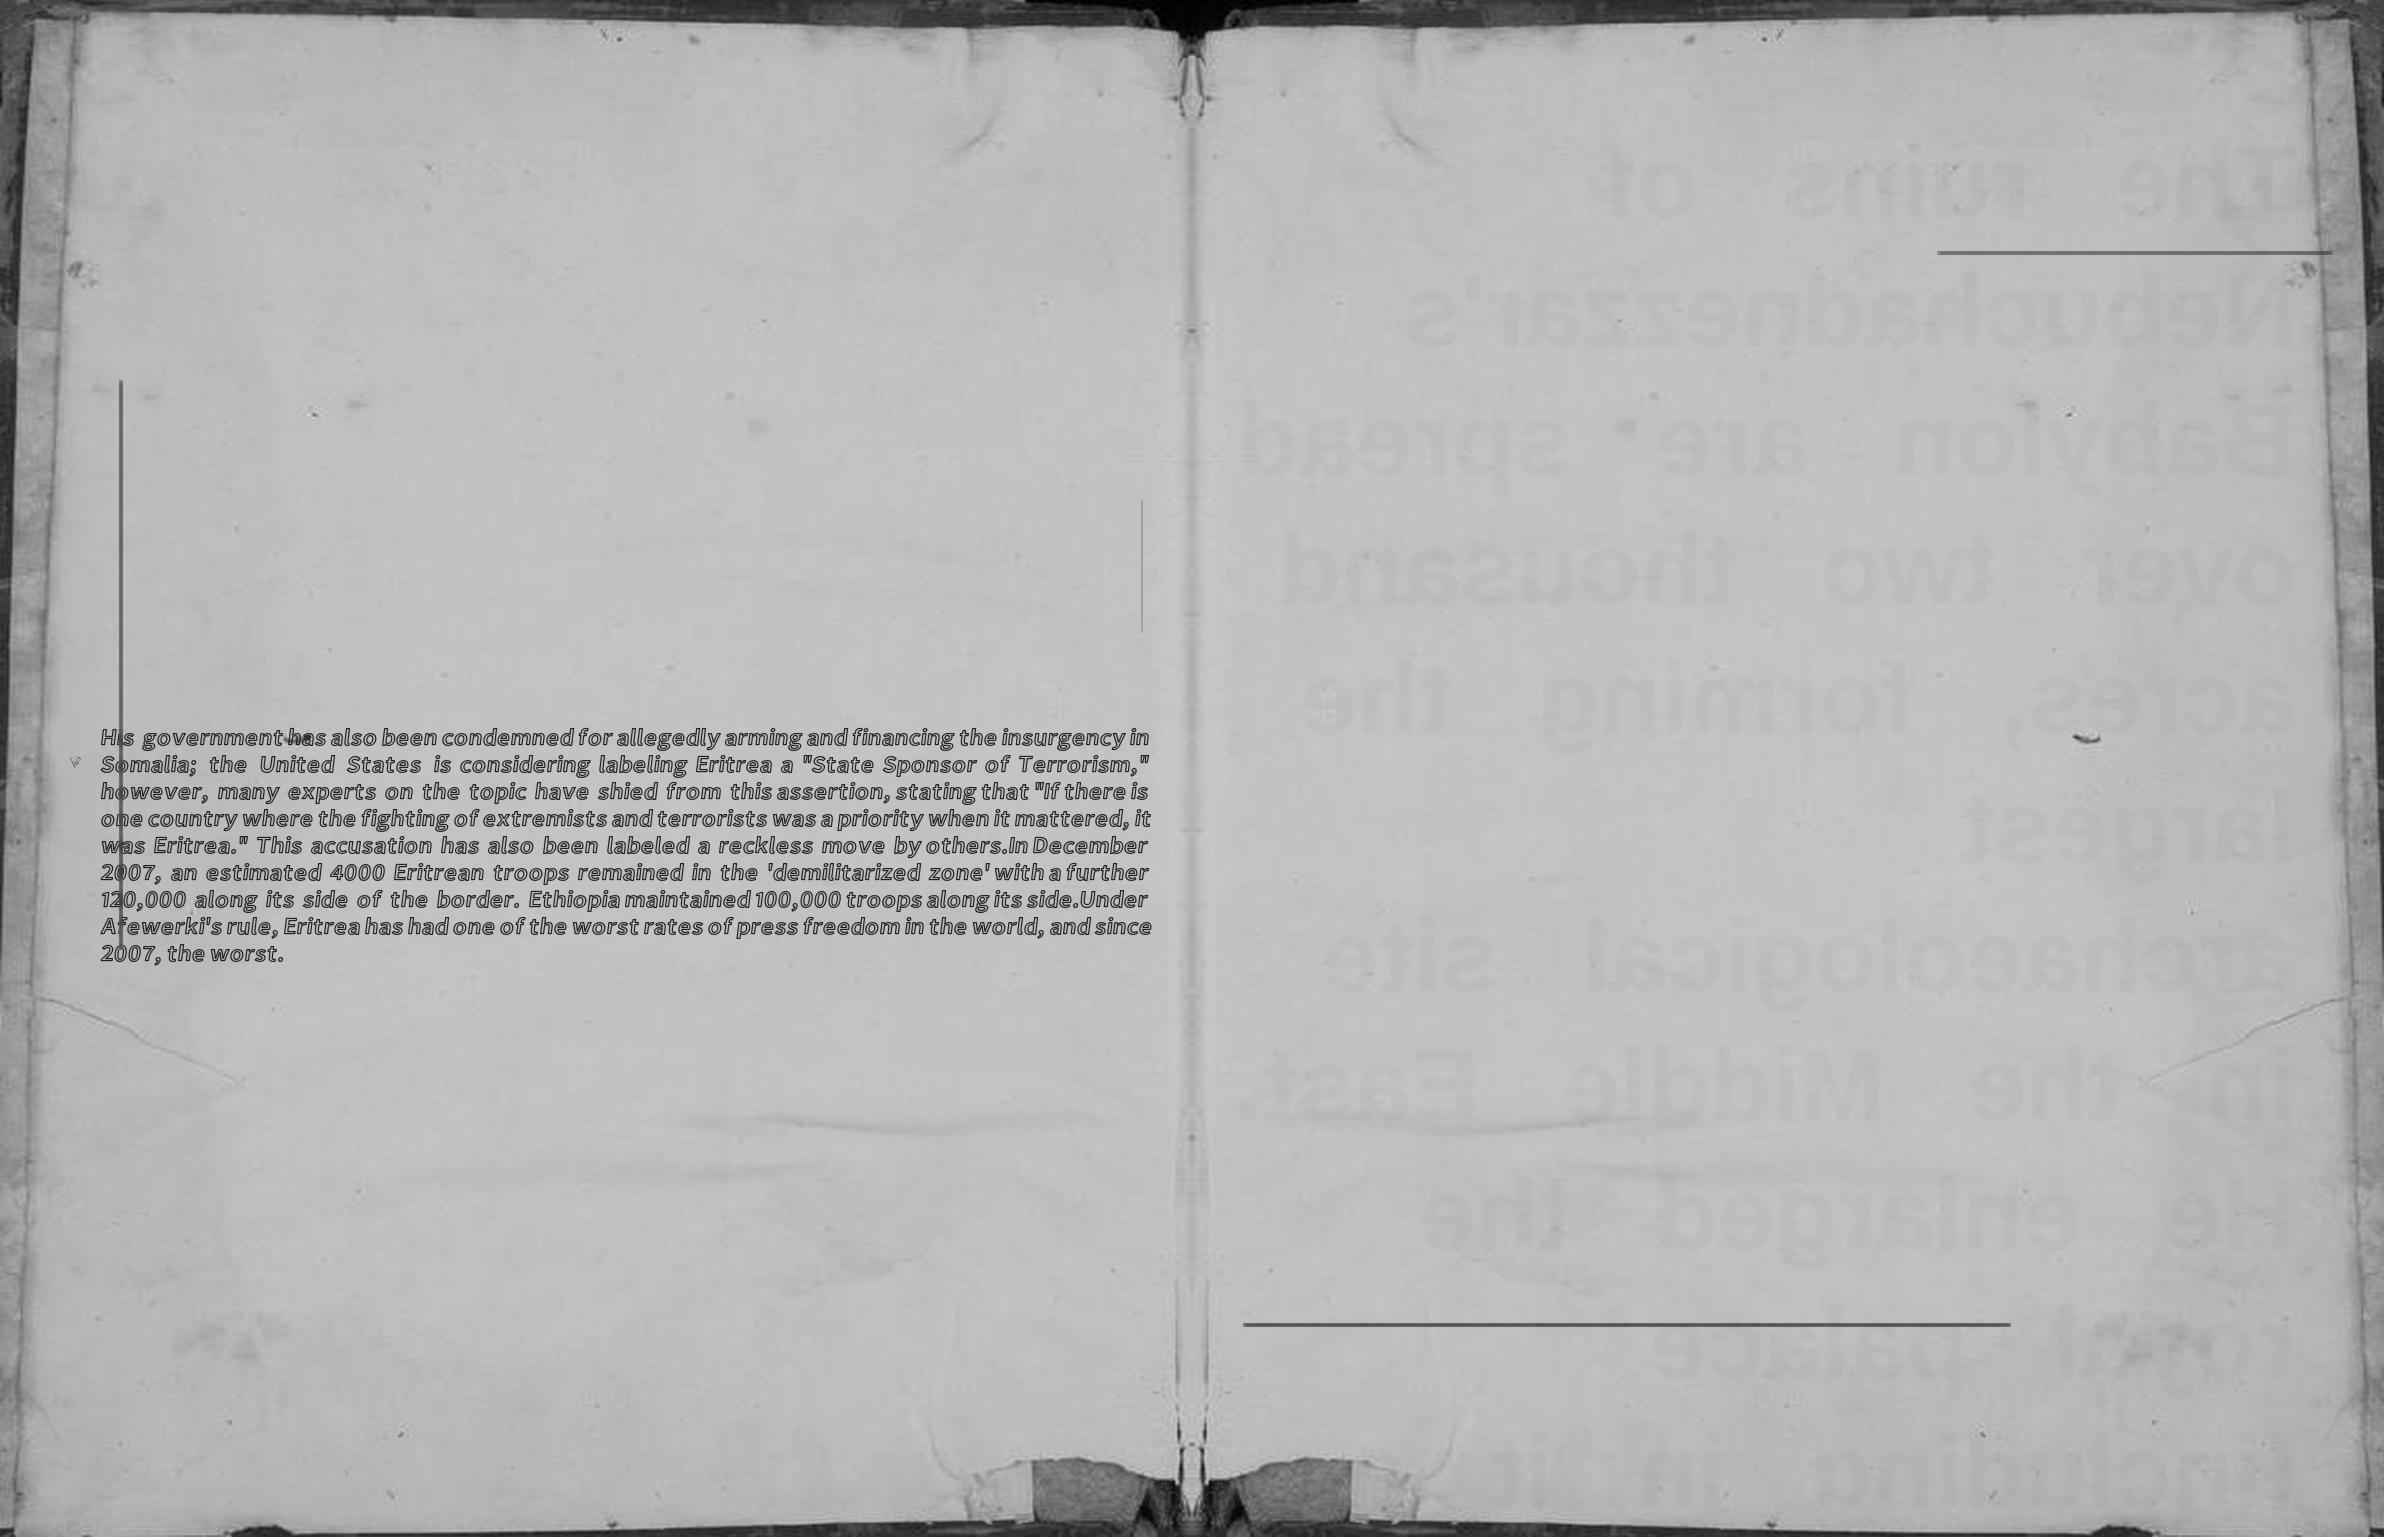 His government has also been condemned for allegedly arming and financing the insurgency in
Somalia; the United States is considering labeling Eritrea a "State Sponsor of Terrorism,"
however, many experts on the topic have shied from this assertion, stating that "If there is
one country where the fighting of extremists and terrorists was a priority when it mattered, it
was Eritrea." This accusation has also been labeled a reckless move by others.In December
2007, an estimated 4000 Eritrean troops remained in the 'demilitarized zone' with a further
120,000 along its side of the border. Ethiopia maintained 100,000 troops along its side.Under
Afewerki's rule, Eritrea has had one of the worst rates of press freedom in the world, and since
2007, the worst.
The ruins of
Nebuchadnezzar's
Babylon are spread
over two thousand
acres, forming the
largest
archaeological site
in the Middle East.
He enlarged the
royal palace
(including in it